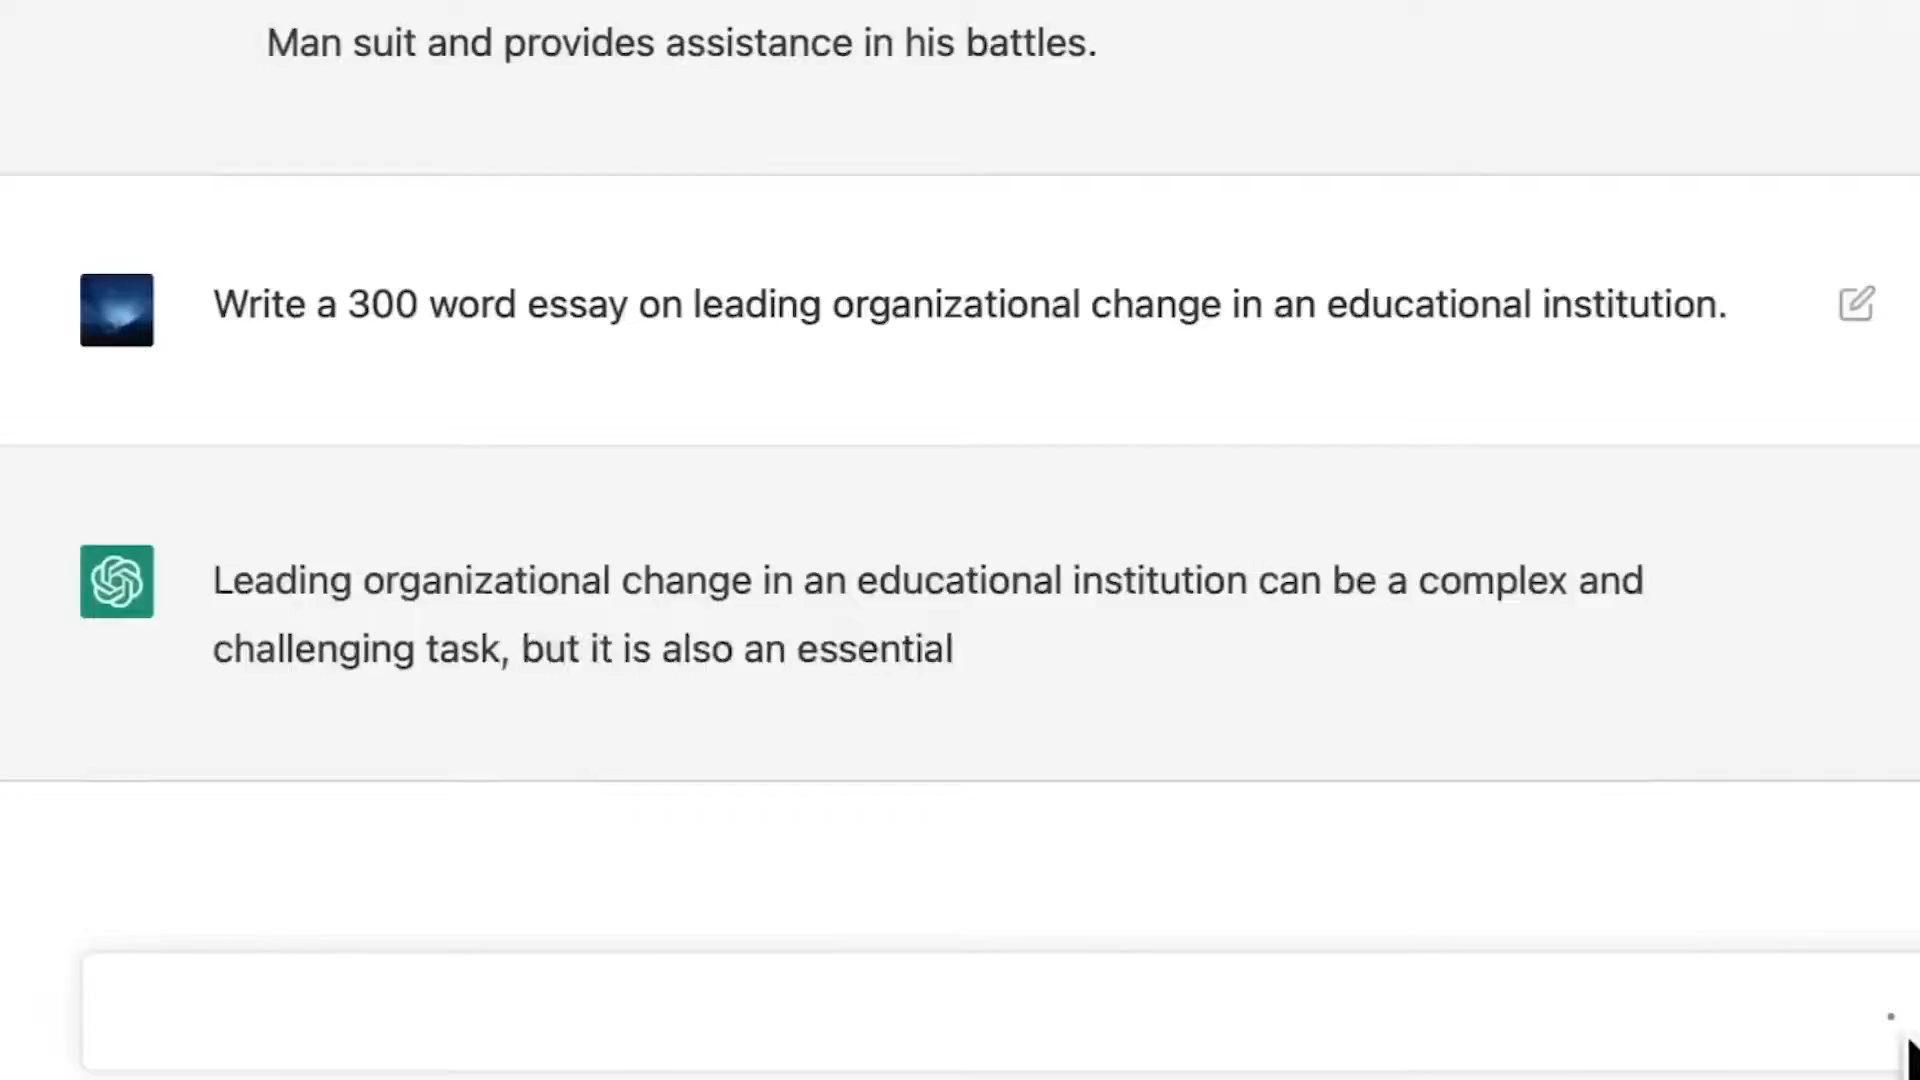 Man suit and provides assistance in his battles.
Write a 300 word essay on leading organizational change in an educational institution.
Leading organizational change in an educational institution can be a complex and
challenging task, but it is also an essential